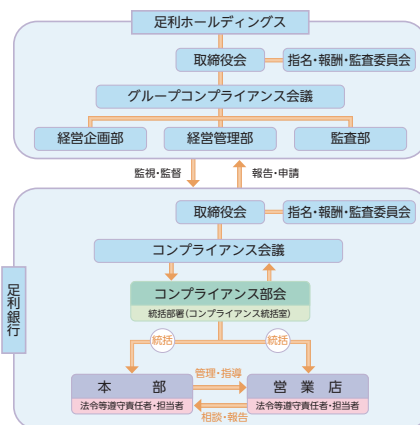 足利ホールディングス
取締役会
指名・報酬・監査委員会
グループコンプライアンス会議
経営企画部
経営管理部
監査部
監視・監督
報告・申請
足利銀行
取締役会
指名・報酬・監査委員会
コンプライアンス会議
コンプライアンス部会
統括部署(コンプライアンス統括室)
統括
統括
本部
法令等遵守責任者・担当者
管理・指導
相談・報告
営業店
法令等遵守責任者・担当者